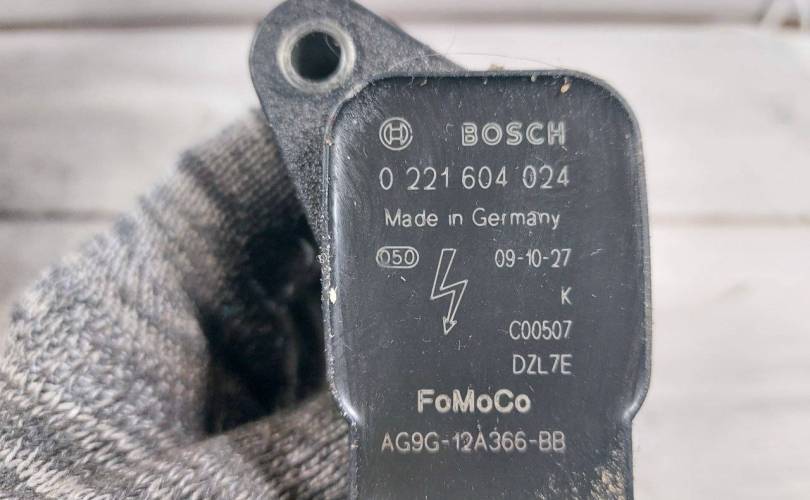 BOSCH
0 221 604 024
Made in Germany
050 09-10-27
K
C00507
DZL7E
FoMoCo
AG9G-12A366-BB